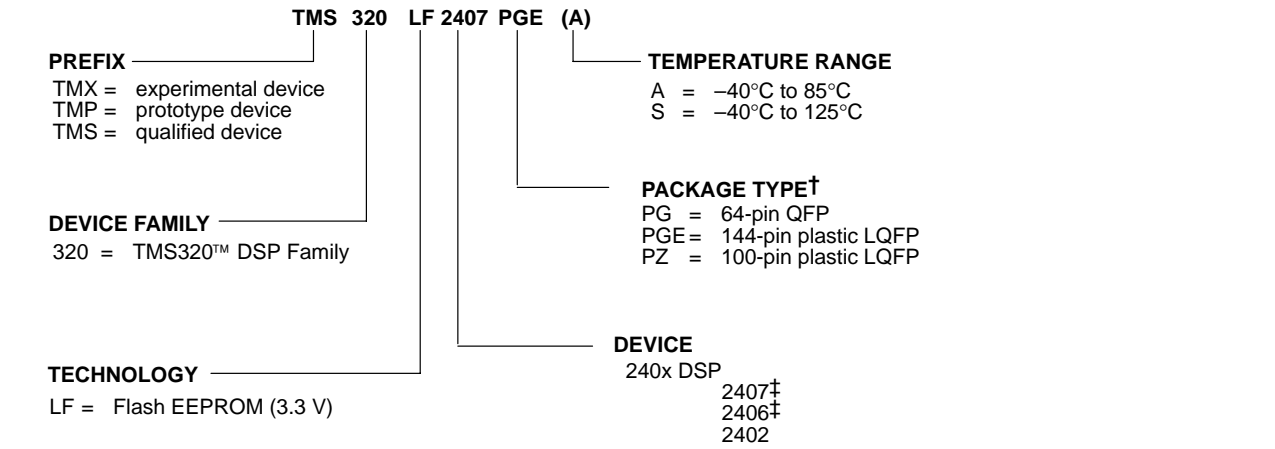 TMS 320 LF 2407 PGE (A)
PREFIX
TMX = experimental device
TMP = prototype device
TMS = qualified device
TEMPERATURE RANGE
A = –40°C to 85°C
S = –40°C to 125°C
PACKAGE TYPE†
PG = 64-pin QFP
PGE = 144-pin plastic LQFP
PZ = 100-pin plastic LQFP
DEVICE FAMILY
320 = TMS320™ DSP Family
DEVICE
240x DSP
2407‡
2406‡
2402
TECHNOLOGY
LF = Flash EEPROM (3.3 V)